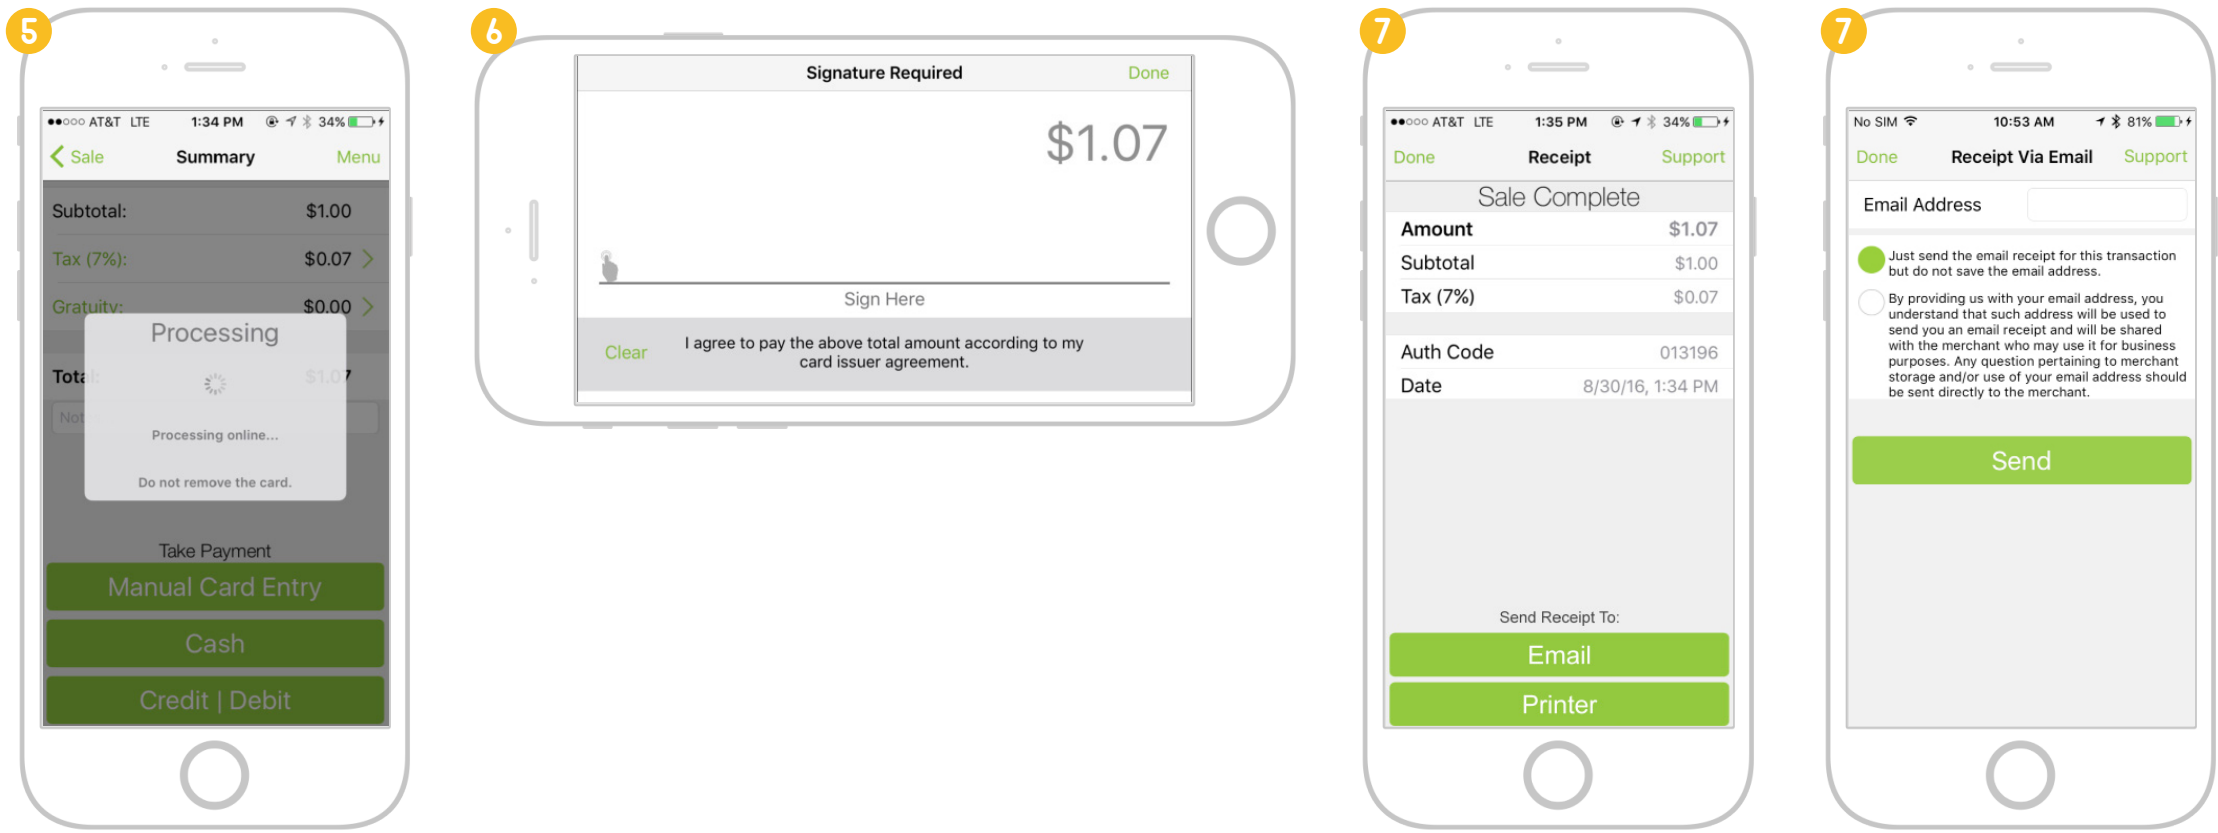 5
AT&T LTE 1:34 PM 34%
Sale Summary Menu
Subtotal: $1.00
Tax (7%): $0.07
Gratuity: $0.00
Processing
Total: $1.07
Processing online...
Do not remove the card.
Take Payment
Manual Card Entry
Cash
Credit | Debit
6
Signature Required Done
$1.07
Sign Here
Clear
I agree to pay the above total amount according to my
card issuer agreement.
7
AT&T LTE 1:35 PM 34%
Done Receipt Support
Sale Complete
Amount $1.07
Subtotal $1.00
Tax (7%) $0.07
Auth Code 013196
Date 8/30/16, 1:34 PM
Send Receipt To:
Email
Printer
7
No SIM 10:53 AM 81%
Done Receipt Via Email Support
Email Address
Just send the email receipt for this transaction
but do not save the email address.
By providing us with your email address, you
understand that such address will be used to
send you an email receipt and will be shared
with the merchant who may use it for business
purposes. Any question pertaining to merchant
storage and/or use of your email address should
be sent directly to the merchant.
Send